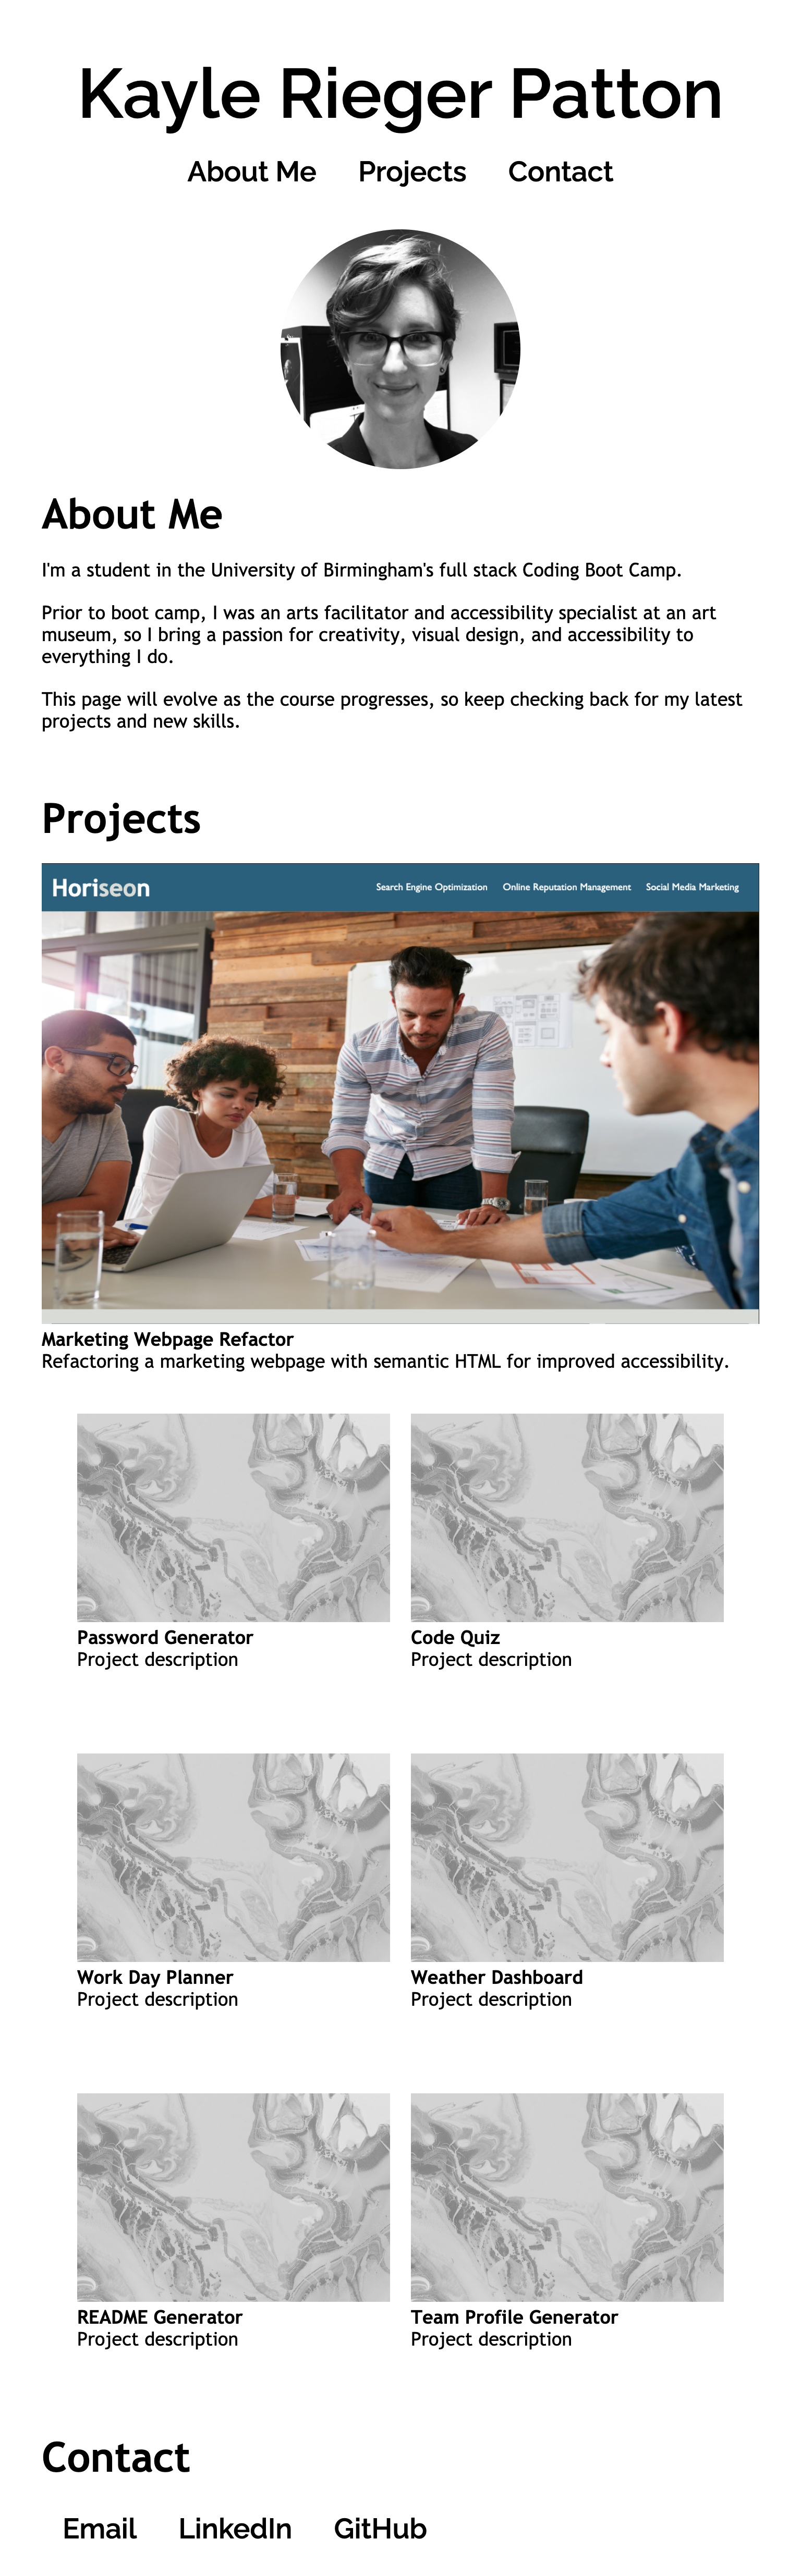 Kayle Rieger Patton
About Me Projects Contact
About Me
I'm a student in the University of Birmingham's full stack Coding Boot Camp.
Prior to boot camp, I was an arts facilitator and accessibility specialist at an art
museum, so I bring a passion for creativity, visual design, and accessibility to
everything I do.
This page will evolve as the course progresses, so keep checking back for my latest
projects and new skills.
Projects
Horiseon Search Engine Optimization Online Reputation Management Social Media Marketing
Marketing Webpage Refactor
Refactoring a marketing webpage with semantic HTML for improved accessibility.
Password Generator
Project description
Code Quiz
Project description
Work Day Planner
Project description
Weather Dashboard
Project description
README Generator
Project description
Team Profile Generator
Project description
Contact
Email LinkedIn GitHub